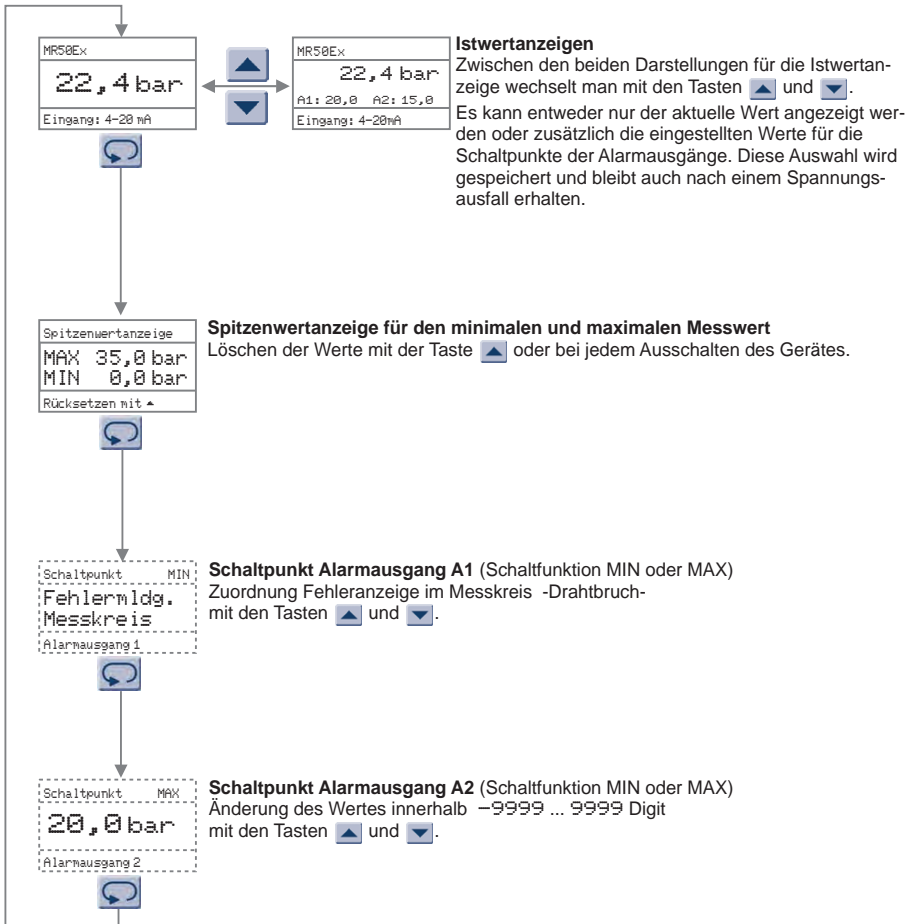 MR50Ex
22,4 bar
Eingang: 4-20 mA
MR50Ex
22,4 bar
A1: 20,0 A2: 15,0
Eingang: 4-20mA
Istwertanzeigen
Zwischen den beiden Darstellungen für die Istwertan-
zeige wechselt man mit den Tasten und .
Es kann entweder nur der aktuelle Wert angezeigt wer-
den oder zusätzlich die eingestellten Werte für die
Schaltpunkte der Alarmausgänge. Diese Auswahl wird
gespeichert und bleibt auch nach einem Spannungs-
ausfall erhalten.
Spitzenwertanzeige
MAX 35,0 bar
MIN 0,0 bar
Rücksetzen mit ▲
Spitzenwertanzeige für den minimalen und maximalen Messwert
Löschen der Werte mit der Taste oder bei jedem Ausschalten des Gerätes.
Schaltpunkt MIN
Fehlermldg.
Messkreis
Alarmausgang 1
Schaltpunkt Alarmausgang A1 (Schaltfunktion MIN oder MAX)
Zuordnung Fehleranzeige im Messkreis -Drahtbruch-
mit den Tasten und .
Schaltpunkt MAX
20,0 bar
Alarmausgang 2
Schaltpunkt Alarmausgang A2 (Schaltfunktion MIN oder MAX)
Änderung des Wertes innerhalb -9999 ... 9999 Digit
mit den Tasten und .